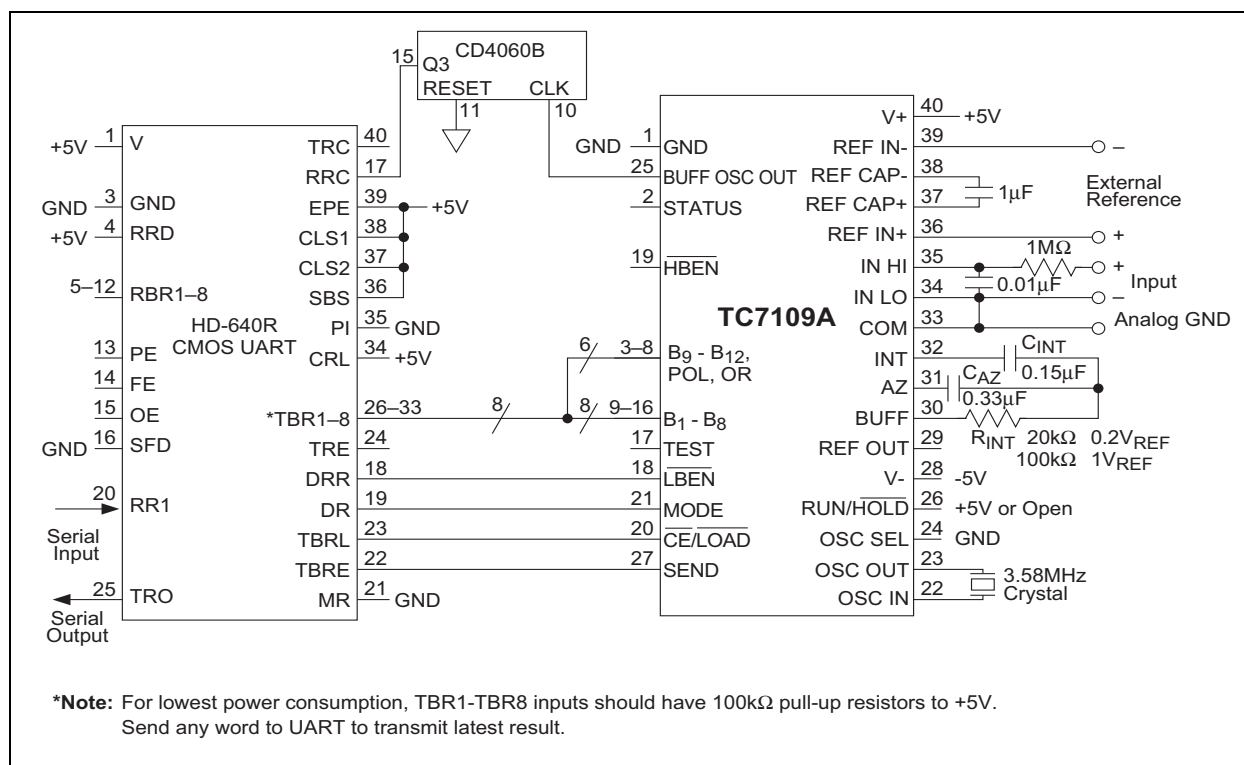 CD4060B
15 Q3
RESET CLK
11 10
+5V 1 V
GND 3 GND
+5V 4 RRD
5–12 RBR1–8
HD-640R
CMOS UART
13 PE
14 FE
15 OE
GND 16 SFD
20 RR1
Serial
Input
25 TRO
Serial
Output
TRC 40
RRC 17
EPE 39 +5V
CLS1 38
CLS2 37
SBS 36
PI 35 GND
CRL 34 +5V
*TBR1–8 26–33 8
TRE 24
DRR 18
DR 19
TBRL 23
TBRE 22
MR 21 GND
TC7109A
GND 1 GND
25 BUFF OSC OUT
2 STATUS
19 HBEN
6 3–8 B9 - B12,
POL, OR
8 9–16 B1 - B8
17 TEST
18 LBEN
21 MODE
20 CE/LOAD
27 SEND
V+ 40 +5V
REF IN- 39 –
REF CAP- 38
1µF
REF CAP+ 37
External
Reference
REF IN+ 36 +
IN HI 35 1MΩ +
0.01µF
Input
IN LO 34 –
COM 33 Analog GND
INT 32 CINT
0.15µF
AZ 31 CAZ
0.33µF
BUFF 30
RINT 20kΩ 0.2VREF
100kΩ 1VREF
REF OUT 29
V- 28 -5V
RUN/HOLD 26 +5V or Open
OSC SEL 24 GND
OSC OUT 23
3.58MHz
Crystal
OSC IN 22
*Note: For lowest power consumption, TBR1-TBR8 inputs should have 100kΩ pull-up resistors to +5V.
Send any word to UART to transmit latest result.